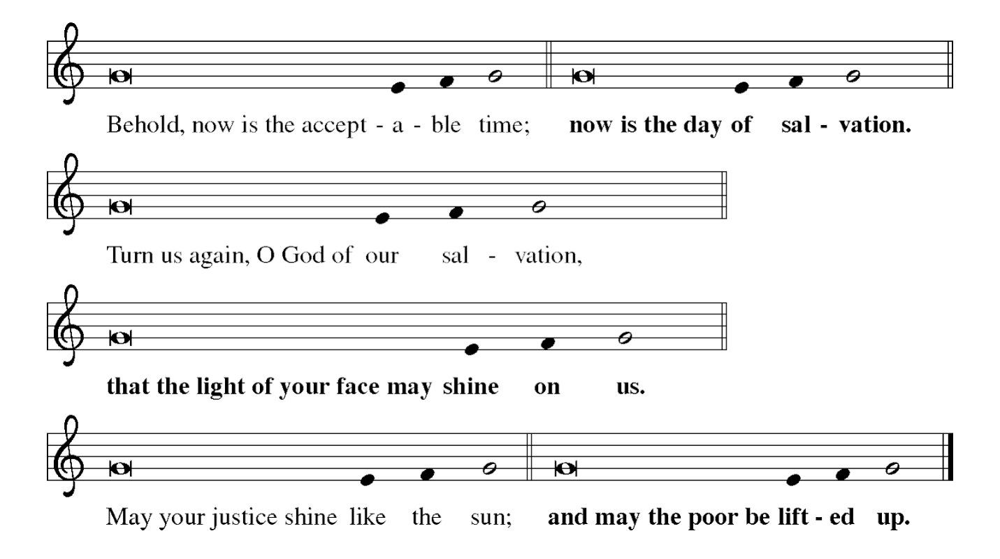 Behold, now is the accept - a - ble time; now is the day of sal - vation.
Turn us again, O God of our sal - vation,
that the light of your face may shine on us.
May your justice shine like the sun; and may the poor be lift - ed up.